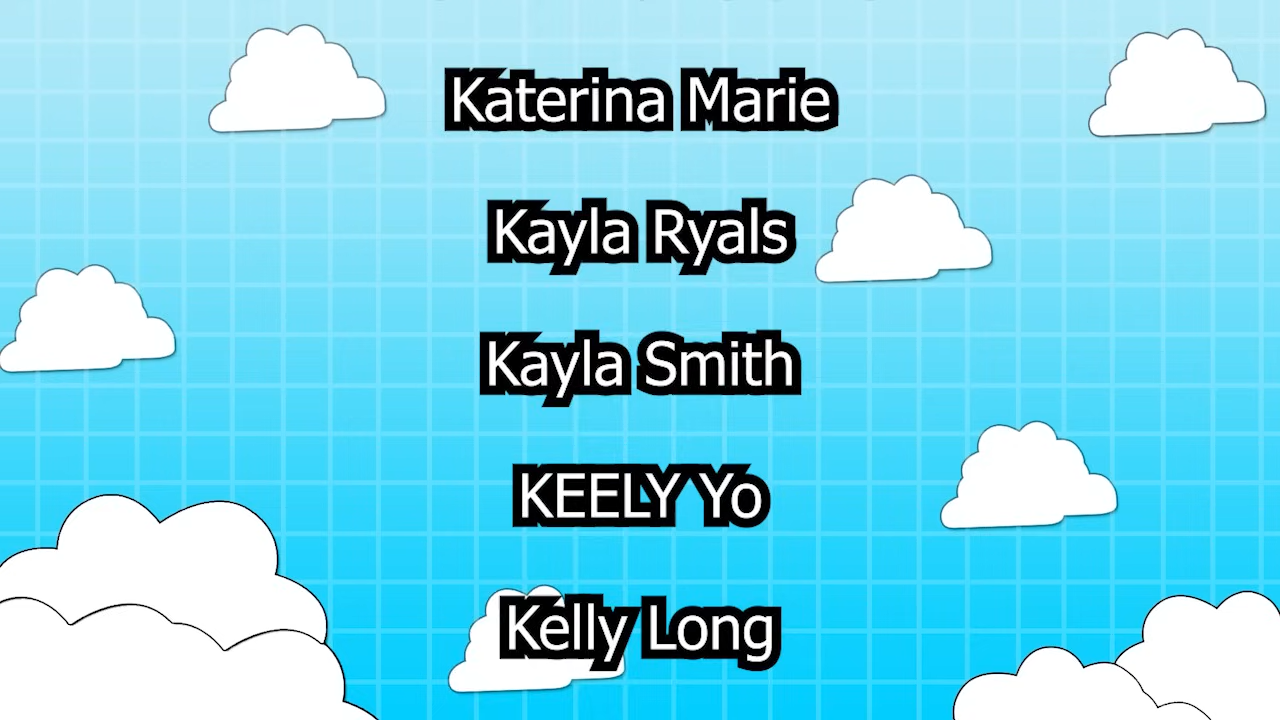 Katerina Marie
Kayla Ryals
Kayla Smith
KEELY Yo
Kelly Long